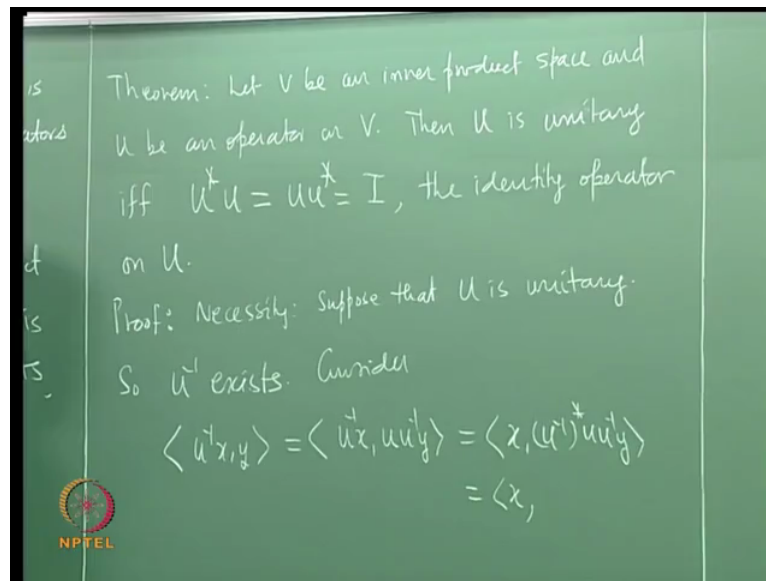 is
ators
ct
is
rs.
Theorem: Let V be an inner product space and
U be an operator on V. Then U is unitary
iff U*U = UU* = I, the identity operator
on U.
Proof: Necessity: Suppose that U is unitary.
So U⁻¹ exists. Consider
⟨U⁻¹x,y⟩ = ⟨U⁻¹x, UU⁻¹y⟩ = ⟨x,(U⁻¹)*UU⁻¹y⟩
= ⟨x,
NPTEL